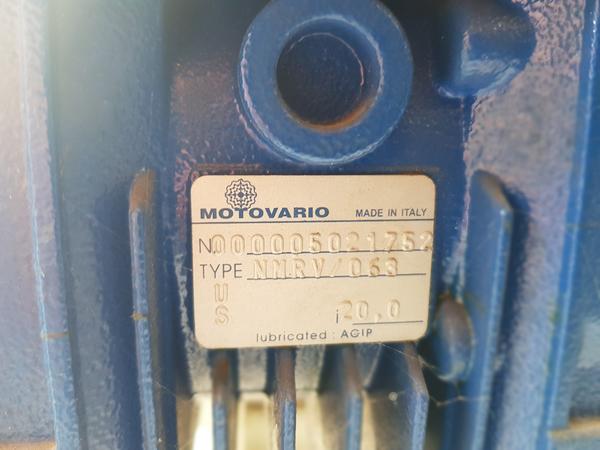 MOTOVARIO MADE IN ITALY
N. 000005021752
TYPE NMRV/063
U
S
i 20,0
lubricated : AGIP